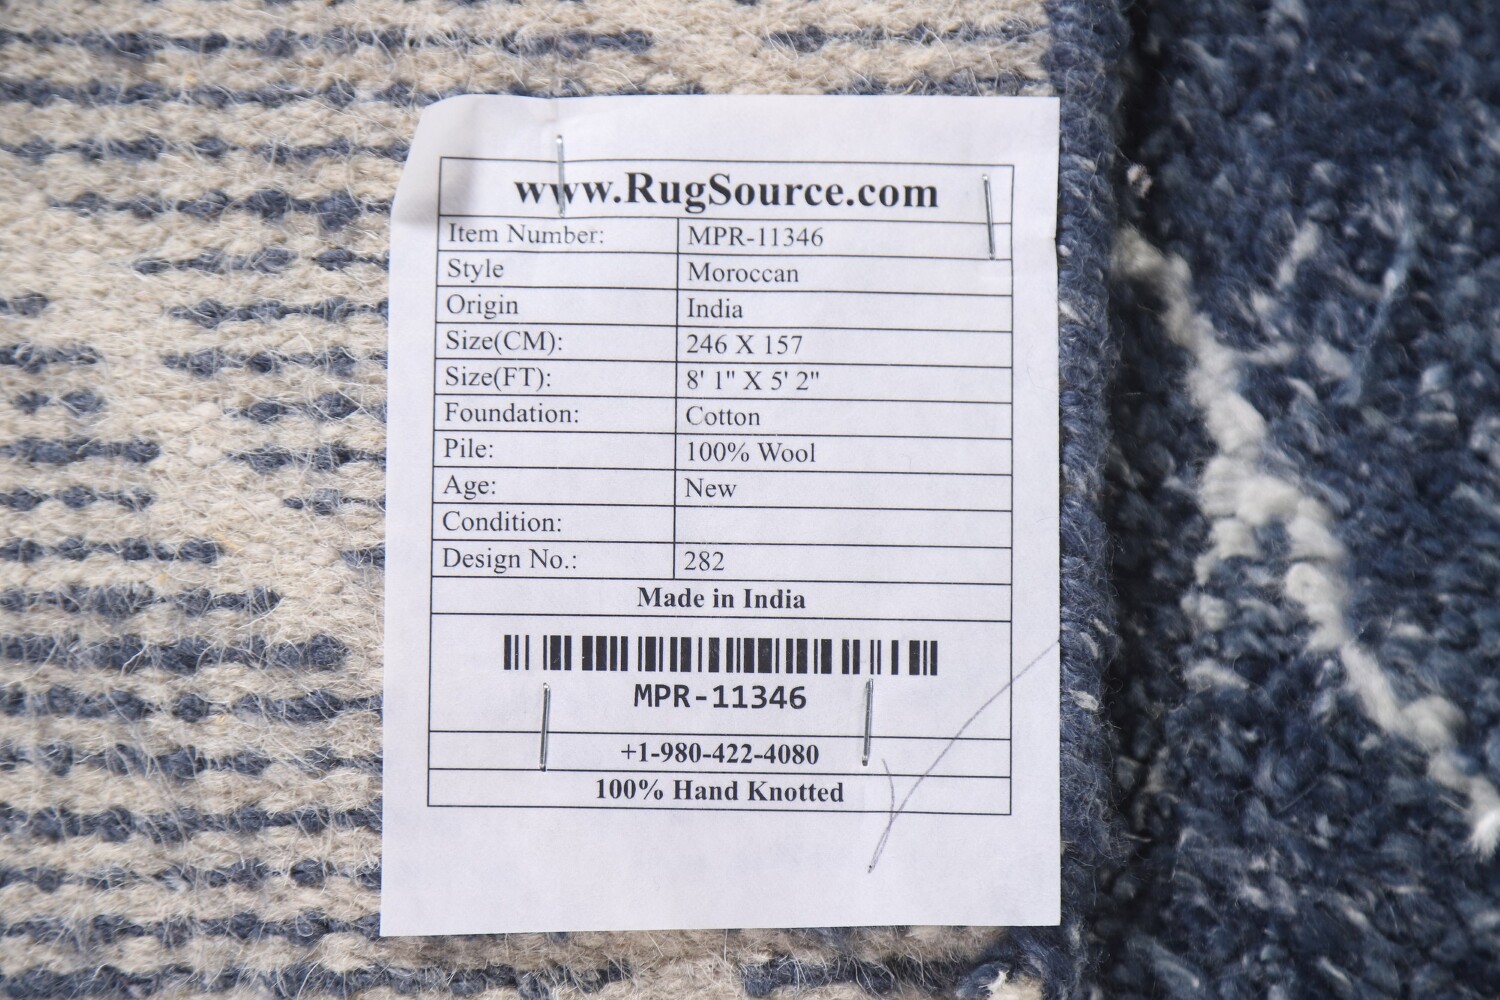 www.RugSource.com
Item Number: MPR-11346
Style Moroccan
Origin India
Size(CM): 246 X 157
Size(FT): 8' 1" X 5' 2"
Foundation: Cotton
Pile: 100% Wool
Age: New
Condition:
Design No.: 282
Made in India
MPR-11346
+1-980-422-4080
100% Hand Knotted